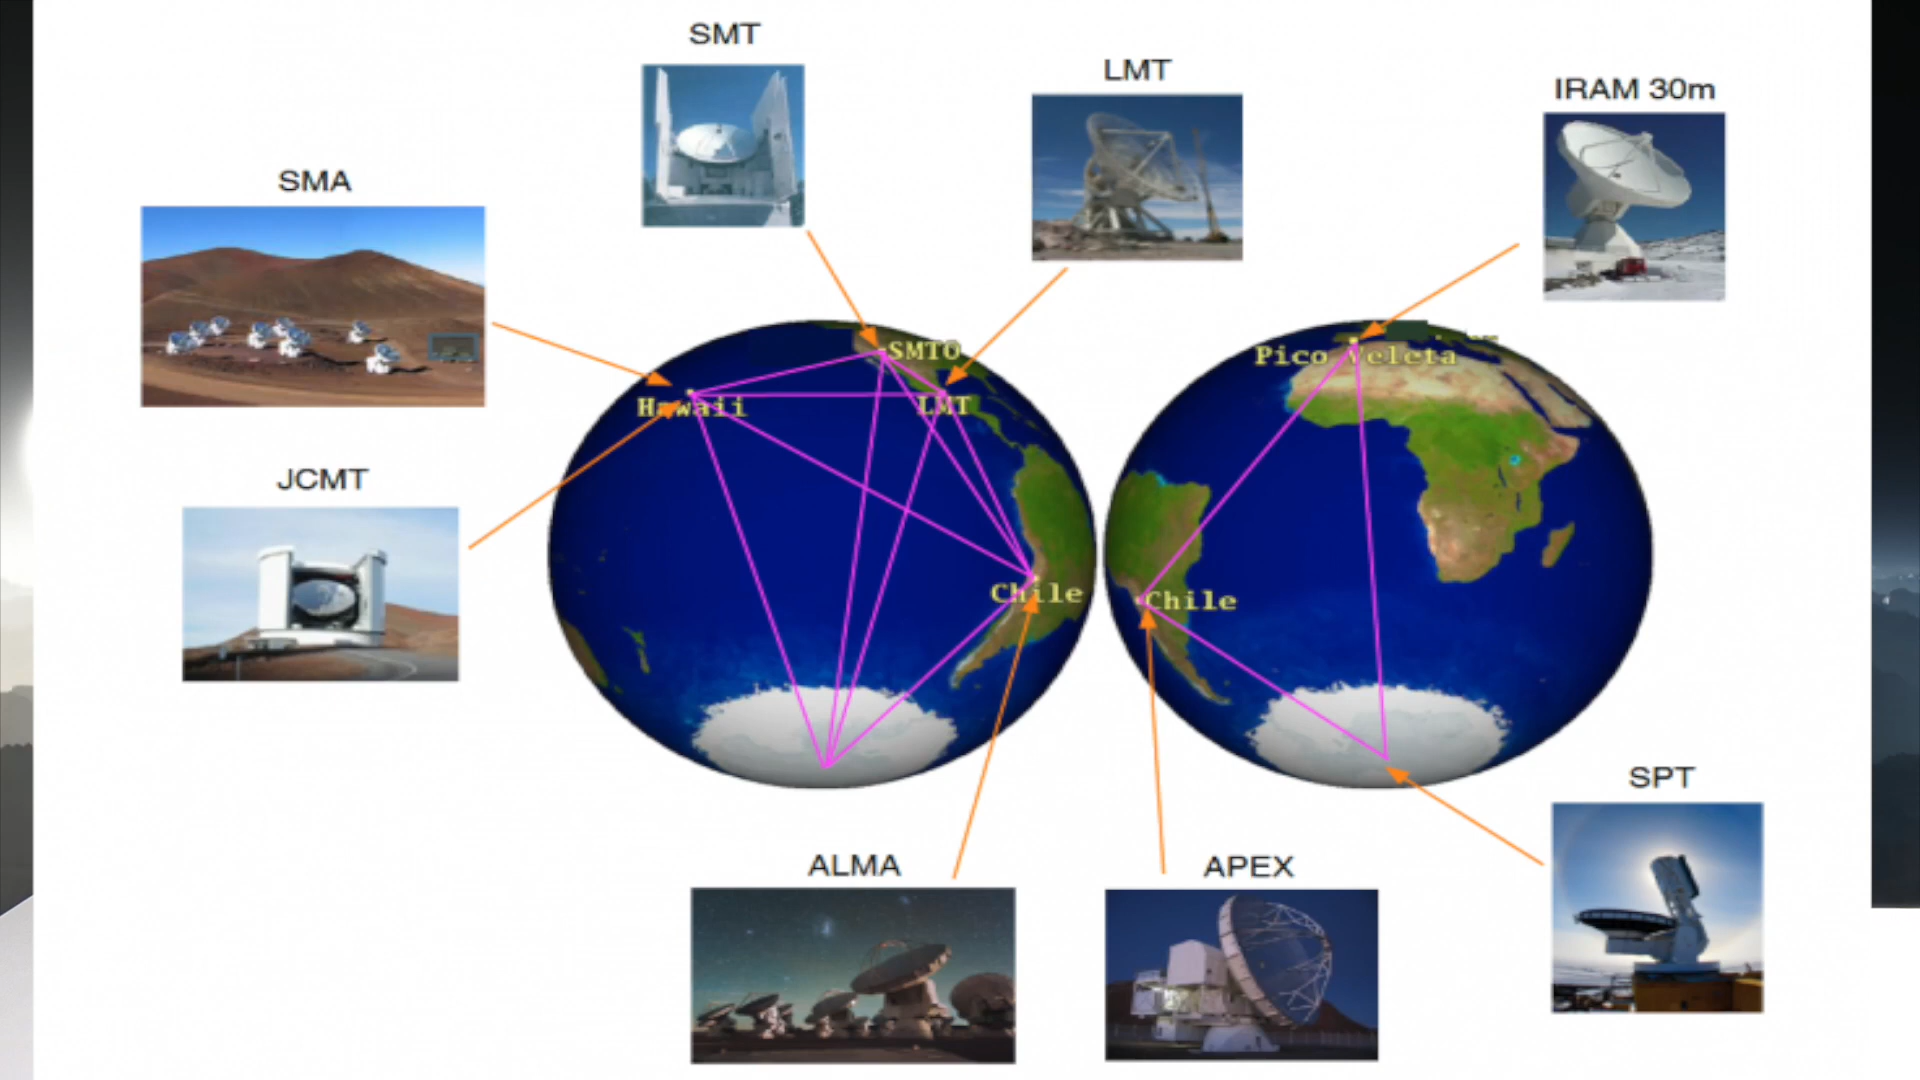 SMT
LMT
IRAM 30m
SMA
SMTO
Pico Veleta
Hawaii
LMT
JCMT
Chile
Chile
SPT
ALMA
APEX